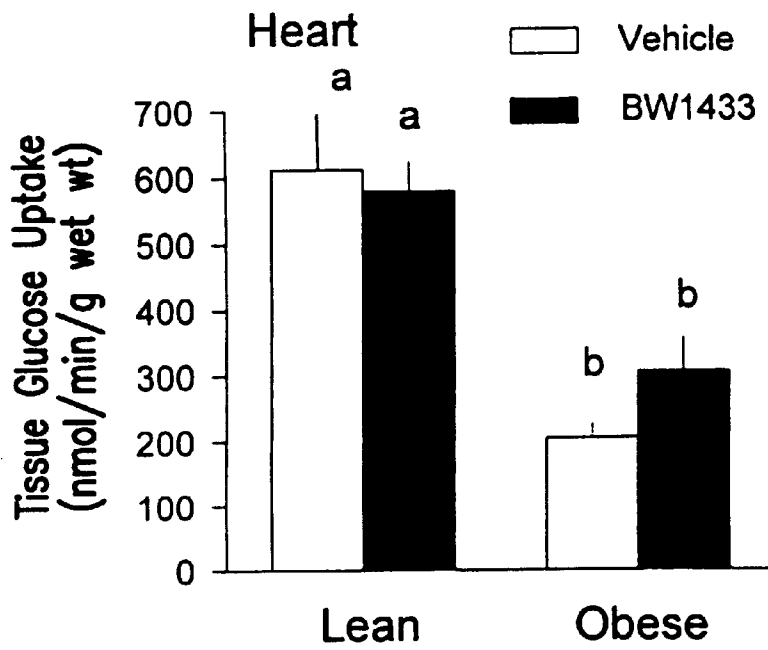 Heart
Vehicle
BW1433
a
a
b
b
Tissue Glucose Uptake
(nmol/min/g wet wt)
700
600
500
400
300
200
100
0
Lean
Obese